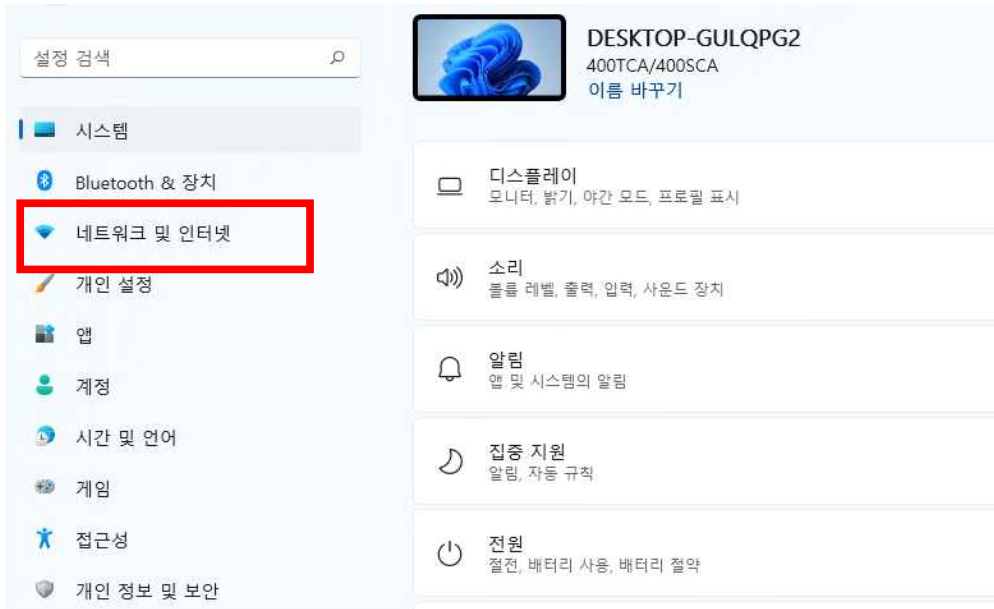 설정 검색
시스템
Bluetooth & 장치
네트워크 및 인터넷
개인 설정
앱
계정
시간 및 언어
게임
접근성
개인 정보 및 보안
DESKTOP-GULQPG2
400TCA/400SCA
이름 바꾸기
디스플레이
모니터, 밝기, 야간 모드, 프로필 표시
소리
볼륨 레벨, 출력, 입력, 사운드 장치
알림
앱 및 시스템의 알림
집중 지원
알림, 자동 규칙
전원
절전, 배터리 사용, 배터리 절약